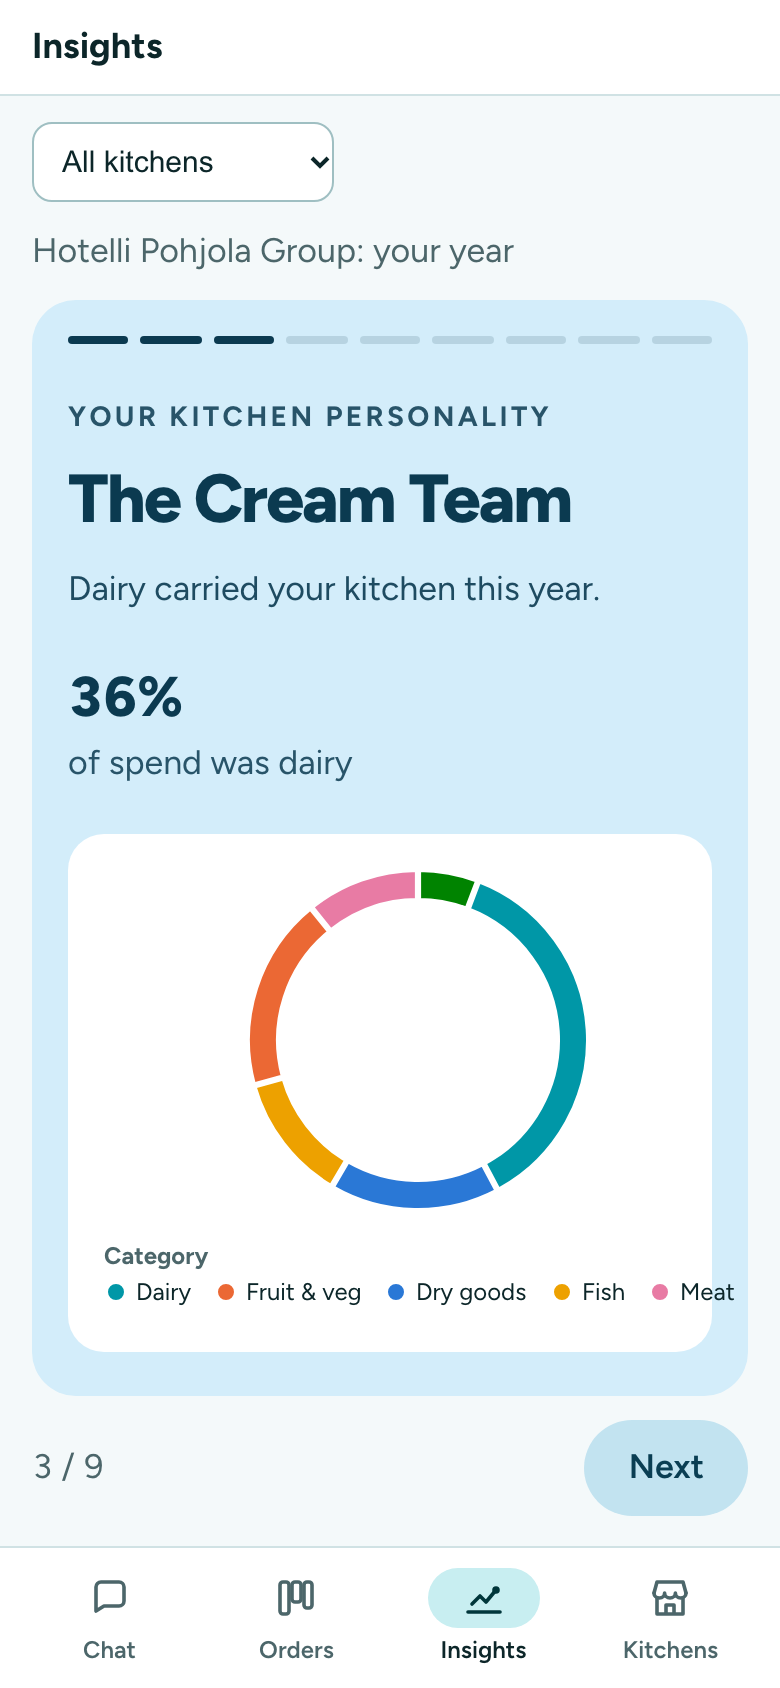 Insights
All kitchens
Hotelli Pohjola Group: your year
YOUR KITCHEN PERSONALITY
The Cream Team
Dairy carried your kitchen this year.
36%
of spend was dairy
Category
Dairy Fruit & veg Dry goods Fish Meat
3 / 9 Next
Chat Orders Insights Kitchens